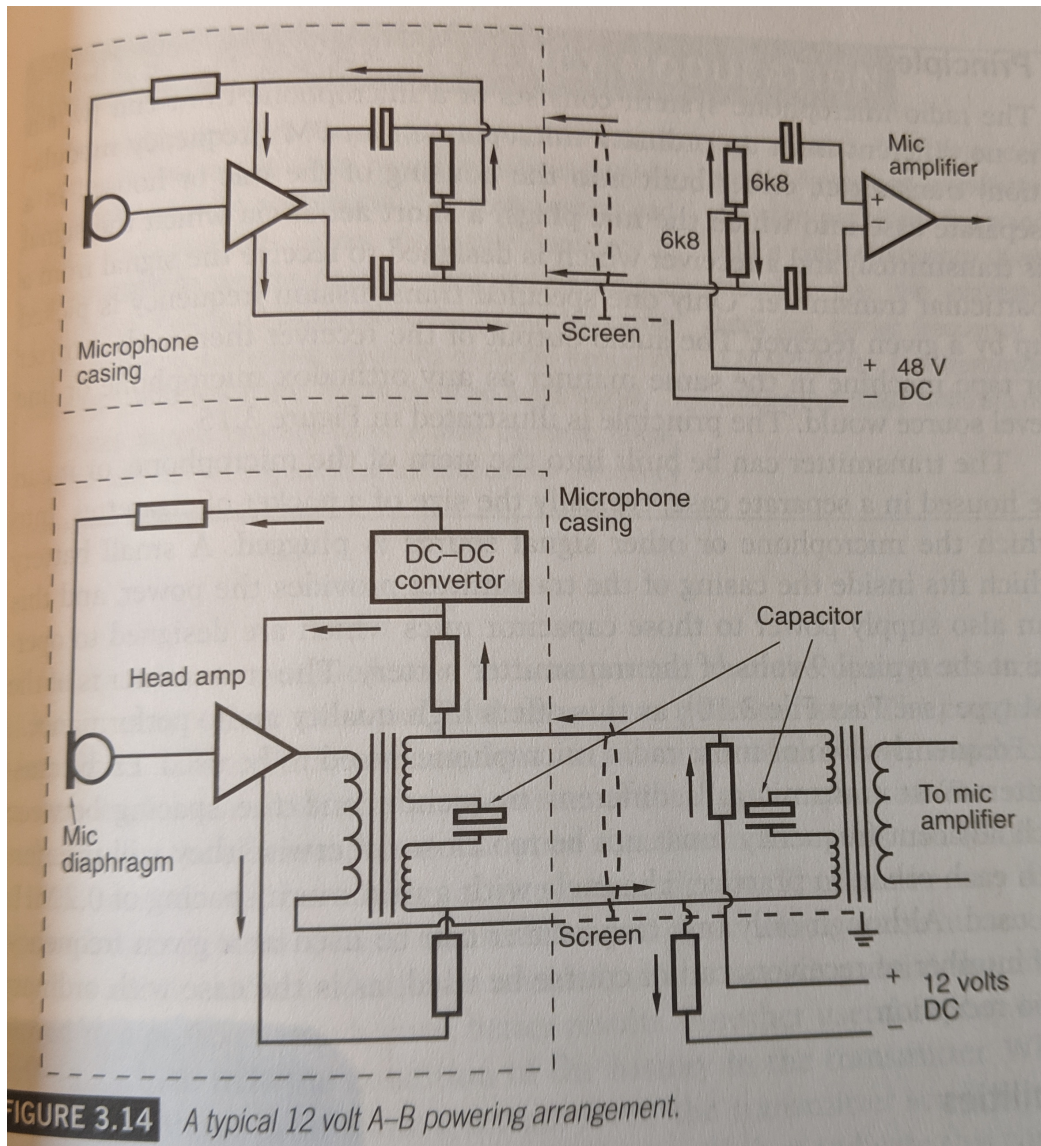 Mic
amplifier
+
6k8
6k8
Microphone
casing
Screen
+ 48 V
– DC
Microphone
casing
DC–DC
convertor
Capacitor
Head amp
Mic
diaphragm
To mic
amplifier
Screen
+ 12 volts
DC
–
FIGURE 3.14 A typical 12 volt A–B powering arrangement.